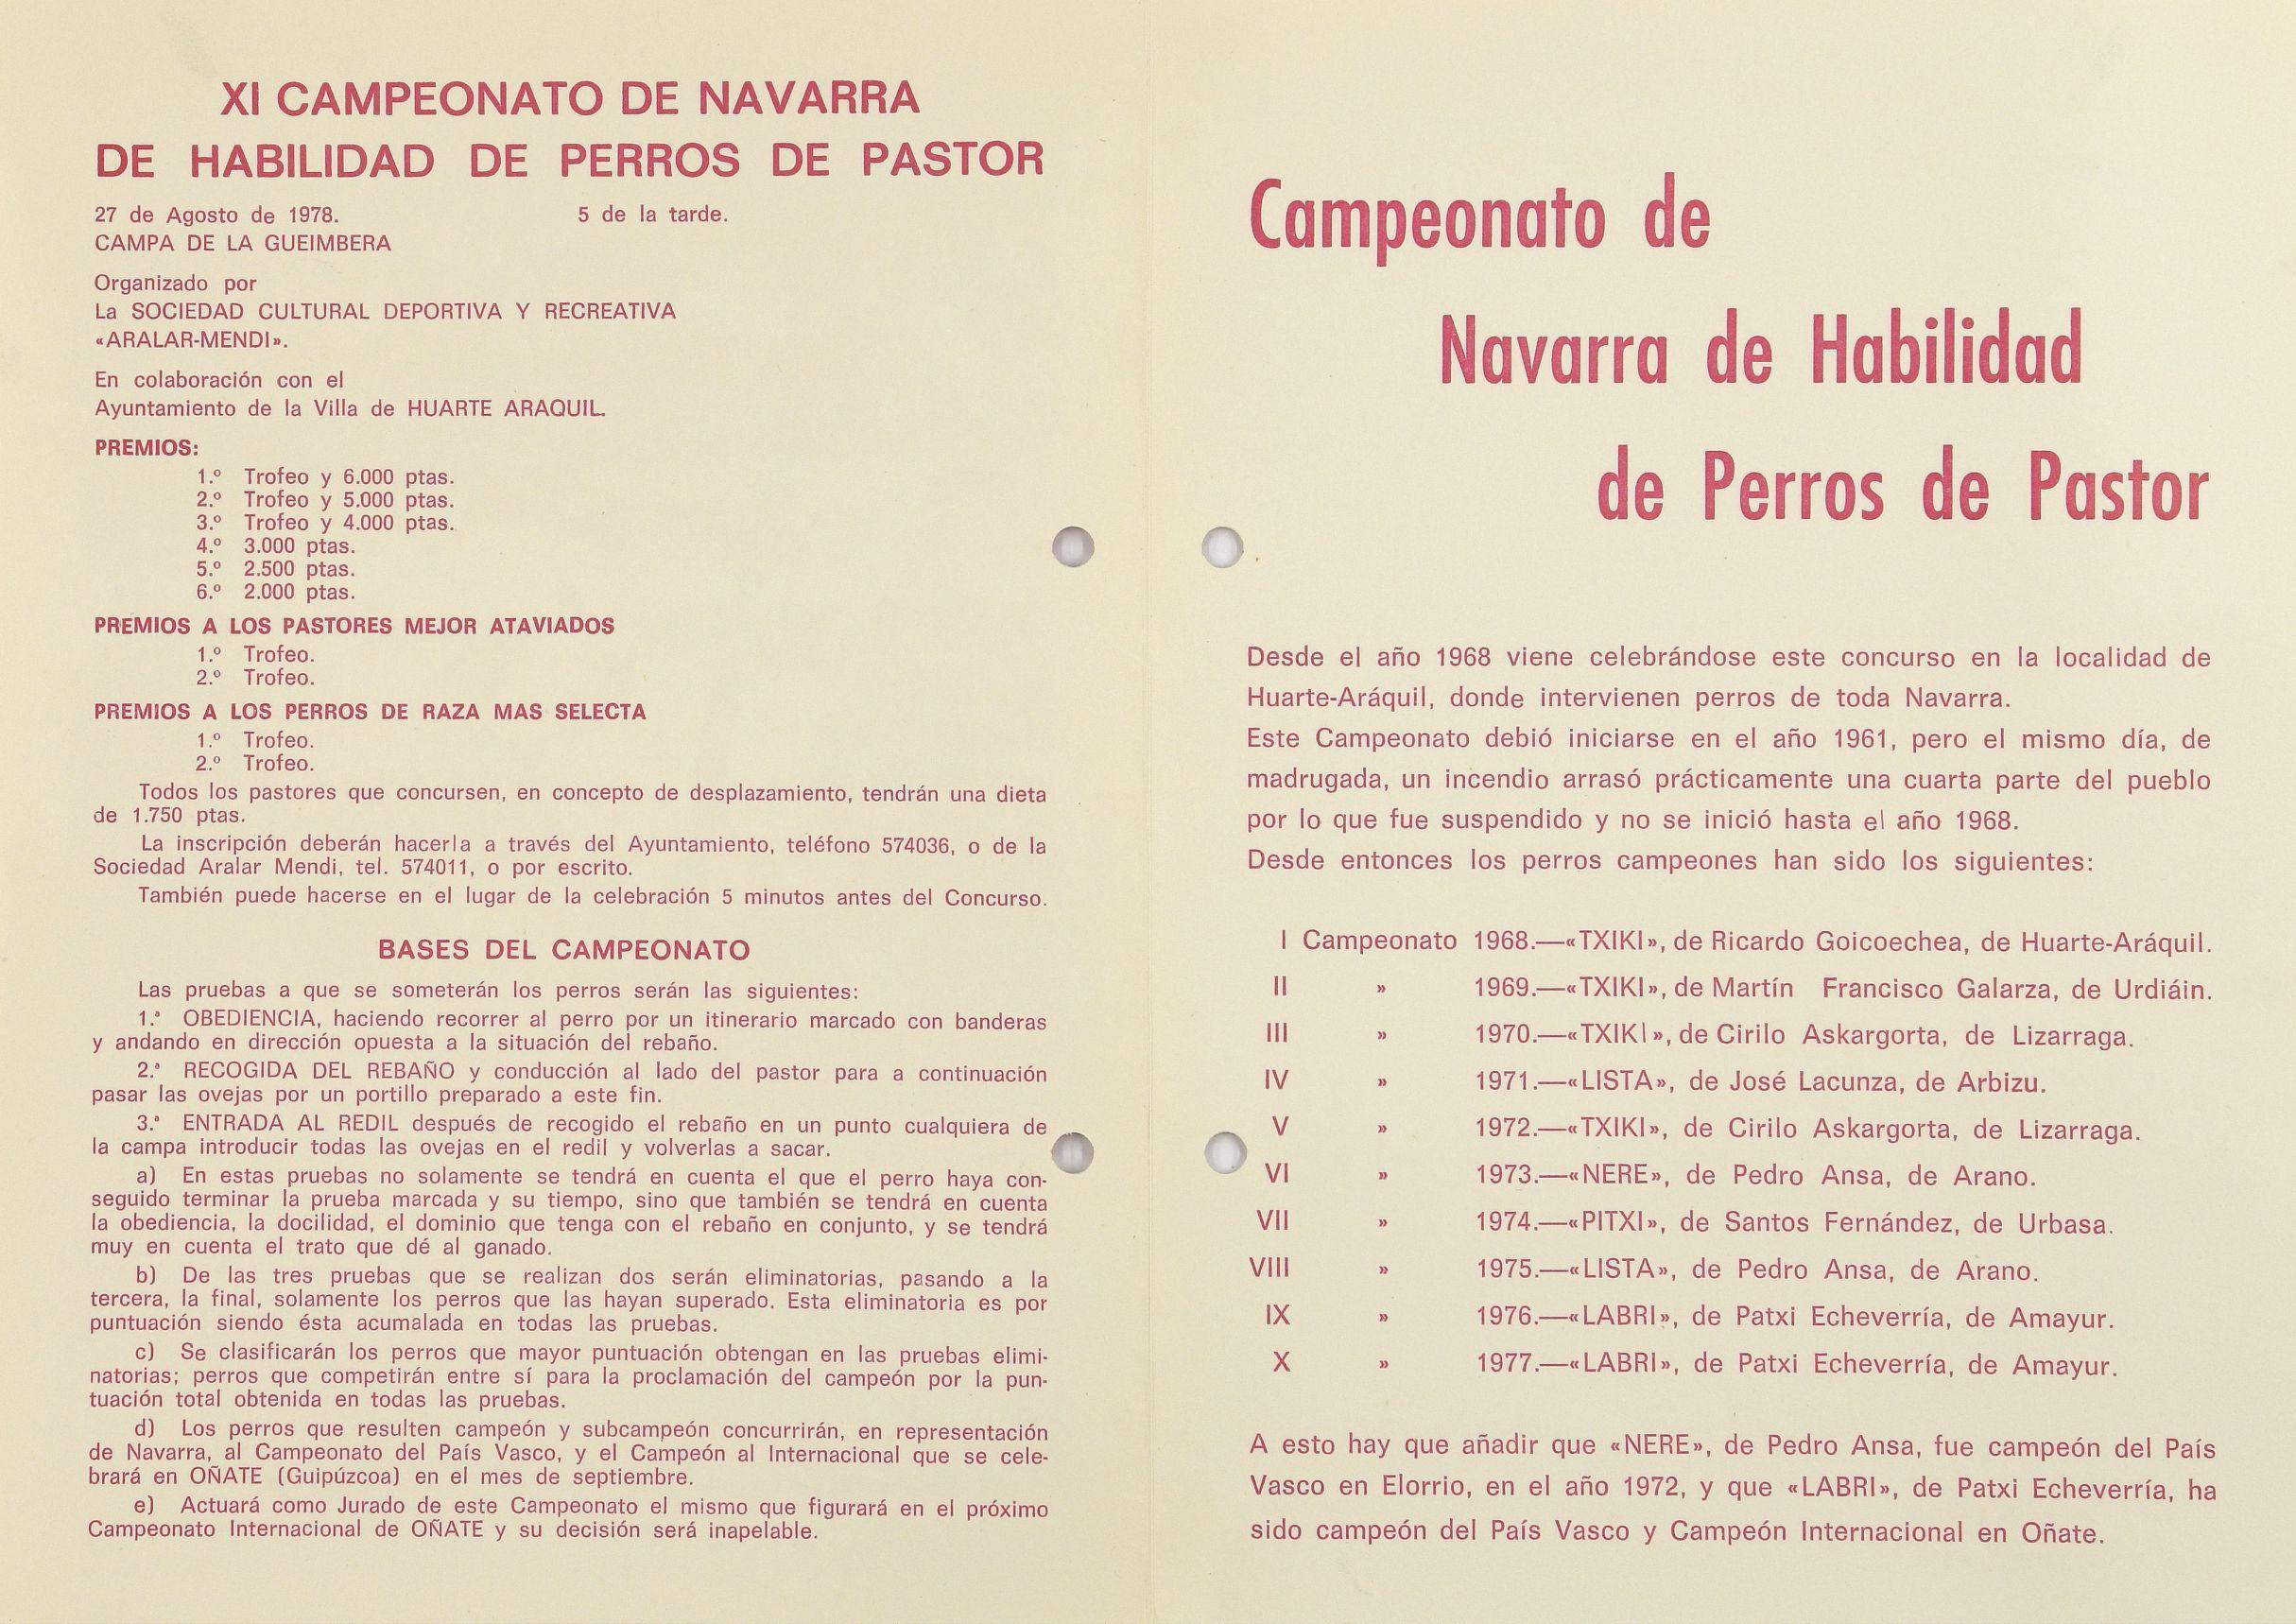 XI CAMPEONATO DE NAVARRA
DE HABILIDAD DE PERROS DE PASTOR
27 de Agosto de 1978. 5 de la tarde.
CAMPA DE LA GUEIMBERA
Organizado por
La SOCIEDAD CULTURAL DEPORTIVA Y RECREATIVA
«ARALAR-MENDI».
En colaboración con el
Ayuntamiento de la Villa de HUARTE ARAQUIL.
PREMIOS:
1.º Trofeo y 6.000 ptas.
2.º Trofeo y 5.000 ptas.
3.º Trofeo y 4.000 ptas.
4.º 3.000 ptas.
5.º 2.500 ptas.
6.º 2.000 ptas.
PREMIOS A LOS PASTORES MEJOR ATAVIADOS
1.º Trofeo.
2.º Trofeo.
PREMIOS A LOS PERROS DE RAZA MAS SELECTA
1.º Trofeo.
2.º Trofeo.
Todos los pastores que concursen, en concepto de desplazamiento, tendrán una dieta
de 1.750 ptas.
La inscripción deberán hacerla a través del Ayuntamiento, teléfono 574036, o de la
Sociedad Aralar Mendi, tel. 574011, o por escrito.
También puede hacerse en el lugar de la celebración 5 minutos antes del Concurso.
BASES DEL CAMPEONATO
Las pruebas a que se someterán los perros serán las siguientes:
1.ª OBEDIENCIA, haciendo recorrer al perro por un itinerario marcado con banderas
y andando en dirección opuesta a la situación del rebaño.
2.ª RECOGIDA DEL REBAÑO y conducción al lado del pastor para a continuación
pasar las ovejas por un portillo preparado a este fin.
3.ª ENTRADA AL REDIL después de recogido el rebaño en un punto cualquiera de
la campa introducir todas las ovejas en el redil y volverlas a sacar.
a) En estas pruebas no solamente se tendrá en cuenta el que el perro haya con-
seguido terminar la prueba marcada y su tiempo, sino que también se tendrá en cuenta
la obediencia, la docilidad, el dominio que tenga con el rebaño en conjunto, y se tendrá
muy en cuenta el trato que dé al ganado.
b) De las tres pruebas que se realizan dos serán eliminatorias, pasando a la
tercera, la final, solamente los perros que las hayan superado. Esta eliminatoria es por
puntuación siendo ésta acumalada en todas las pruebas.
c) Se clasificarán los perros que mayor puntuación obtengan en las pruebas elimi-
natorias; perros que competirán entre sí para la proclamación del campeón por la pun-
tuación total obtenida en todas las pruebas.
d) Los perros que resulten campeón y subcampeón concurrirán, en representación
de Navarra, al Campeonato del País Vasco, y el Campeón al Internacional que se cele-
brará en OÑATE (Guipúzcoa) en el mes de septiembre.
e) Actuará como Jurado de este Campeonato el mismo que figurará en el próximo
Campeonato Internacional de OÑATE y su decisión será inapelable.
Campeonato de
Navarra de Habilidad
de Perros de Pastor
Desde el año 1968 viene celebrándose este concurso en la localidad de
Huarte-Aráquil, donde intervienen perros de toda Navarra.
Este Campeonato debió iniciarse en el año 1961, pero el mismo día, de
madrugada, un incendio arrasó prácticamente una cuarta parte del pueblo
por lo que fue suspendido y no se inició hasta el año 1968.
Desde entonces los perros campeones han sido los siguientes:
I Campeonato 1968.—«TXIKI», de Ricardo Goicoechea, de Huarte-Aráquil.
II » 1969.—«TXIKI», de Martín Francisco Galarza, de Urdiáin.
III » 1970.—«TXIKI», de Cirilo Askargorta, de Lizarraga.
IV » 1971.—«LISTA», de José Lacunza, de Arbizu.
V » 1972.—«TXIKI», de Cirilo Askargorta, de Lizarraga.
VI » 1973.—«NERE», de Pedro Ansa, de Arano.
VII » 1974.—«PITXI», de Santos Fernández, de Urbasa.
VIII » 1975.—«LISTA», de Pedro Ansa, de Arano.
IX » 1976.—«LABRI», de Patxi Echeverría, de Amayur.
X » 1977.—«LABRI», de Patxi Echeverría, de Amayur.
A esto hay que añadir que «NERE», de Pedro Ansa, fue campeón del País
Vasco en Elorrio, en el año 1972, y que «LABRI», de Patxi Echeverría, ha
sido campeón del País Vasco y Campeón Internacional en Oñate.